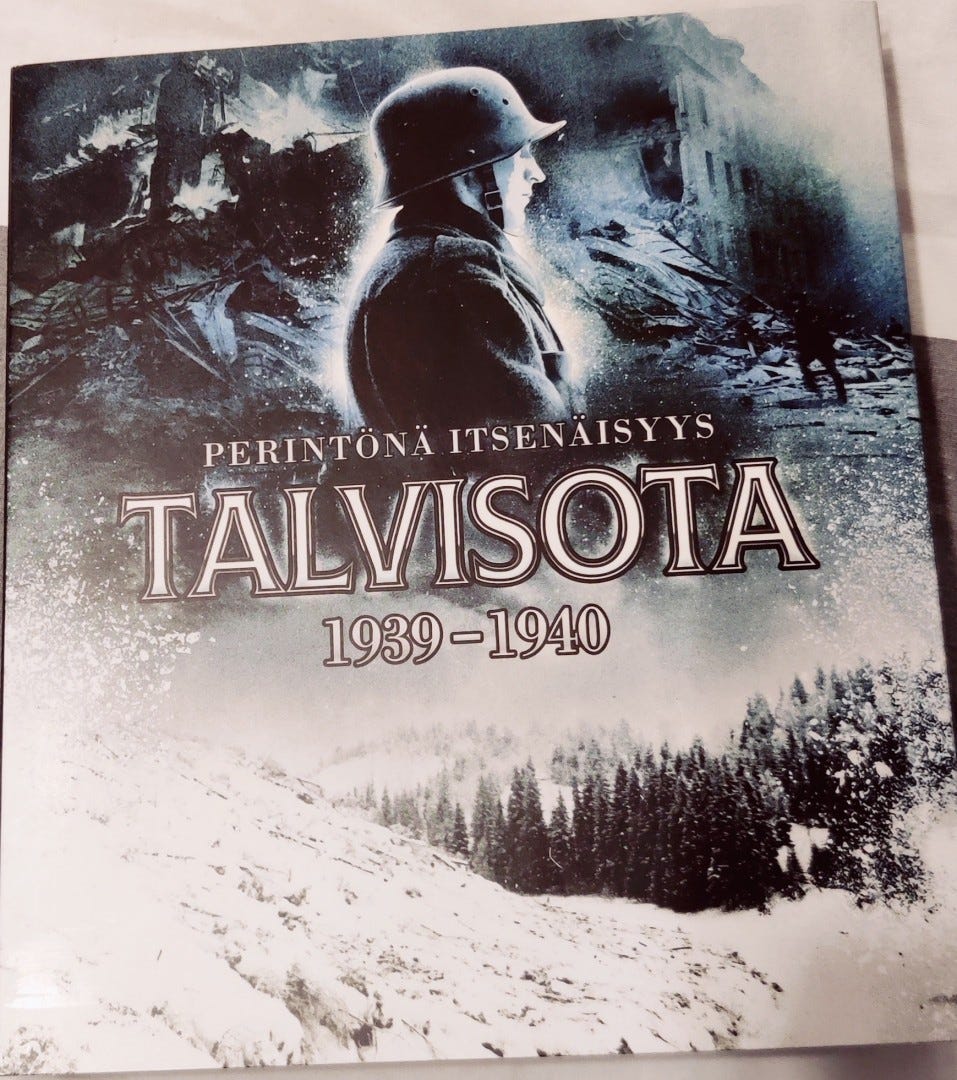 PERINTÖNÄ ITSENÄISYYS
TALVISOTA
1939–1940